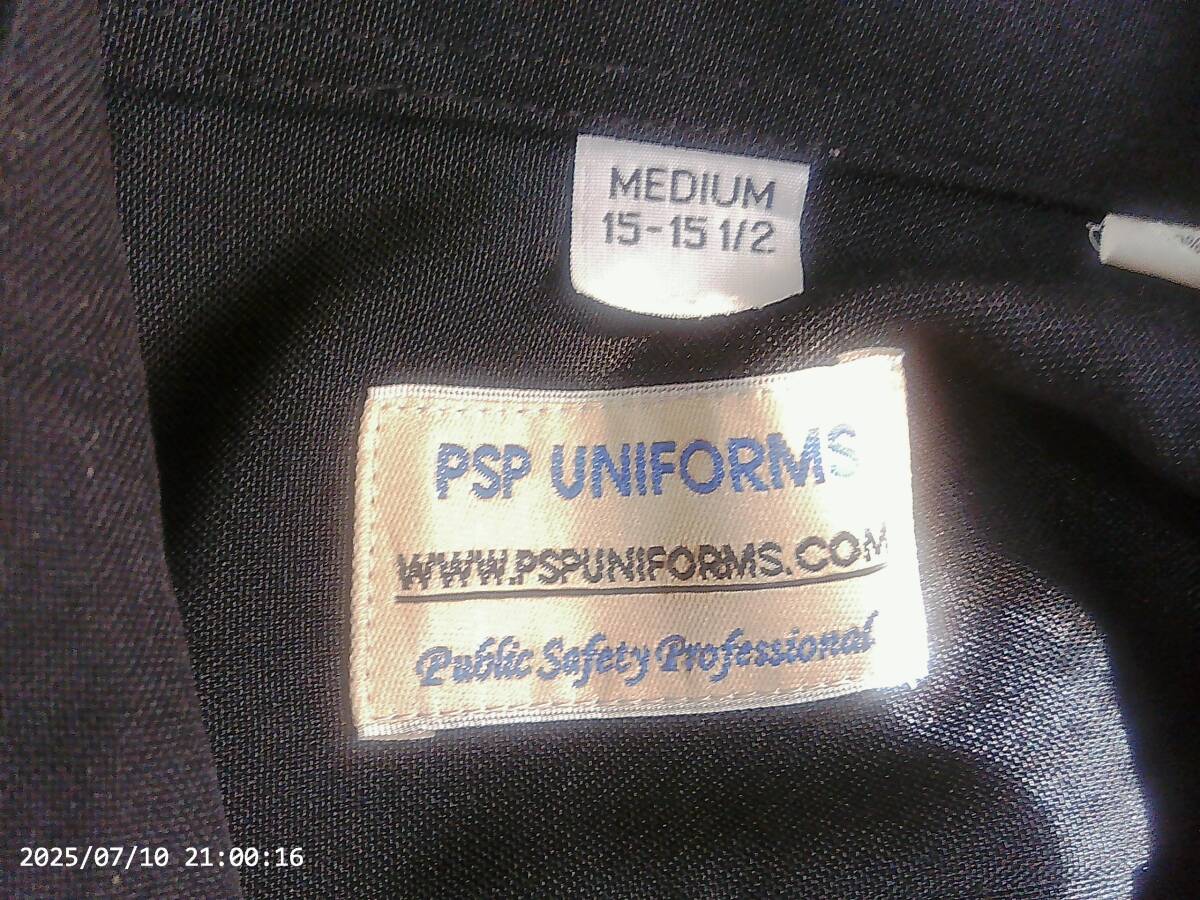 MEDIUM
15-15 1/2
PSP UNIFORMS
WWW.PSPUNIFORMS.COM
Public Safety Professional
2025/07/10 21:00:16